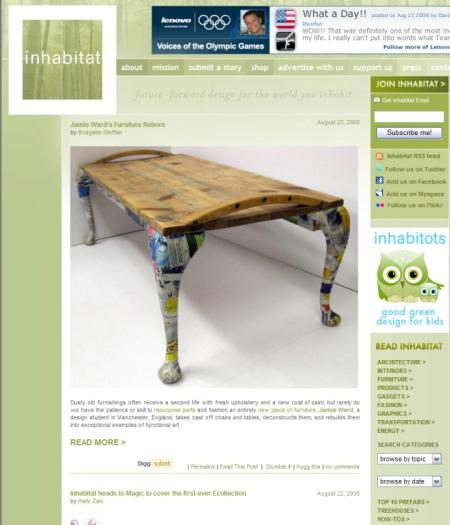 inhabitat
lenovo
Voices of the Olympic Games
What a Day!! posted on Aug 13 2008 by Dav
IdeaPad
WOW!! That was definitely one of the most m
my life. I really can't put into words what Tear
Follow more of Lenov
about mission submit a story shop advertise with us support us press conta
future-forward design for the world you inhabit
JOIN INHABITAT >
Get Inhabitat Email
Subscribe me!
Inhabitat RSS feed
Follow us on Twitter
Add us on Facebook
Add us on Myspace
Follow us on Flickr
inhabitots
good green
design for kids
READ INHABITAT
ARCHITECTURE >
INTERIORS >
FURNITURE >
PRODUCTS >
GADGETS >
FASHION >
GRAPHICS >
TRANSPORTATION >
ENERGY >
SEARCH CATEGORIES
browse by topic
browse by date
TOP 10 PREFABS >
TREEHOUSES >
HOW-TOS >
Jamie Ward's Furniture Reborn
August 23, 2008
by Bridgette Steffen
Dusty old furnishings often receive a second life with fresh upholstery and a new coat of paint, but rarely do
we have the patience or skill to repurpose parts and fashion an entirely new piece of furniture. Jamie Ward, a
design student in Manchester, England, takes cast off chairs and tables, deconstructs them, and rebuilds them
into exceptional examples of functional art.
READ MORE >
Digg submit
| Permalink | Email This Post | Stumble it! | Hugg this | no comments
Inhabitat heads to Magic to cover the first-ever Ecollection
August 22, 2008
by Hally Zaki